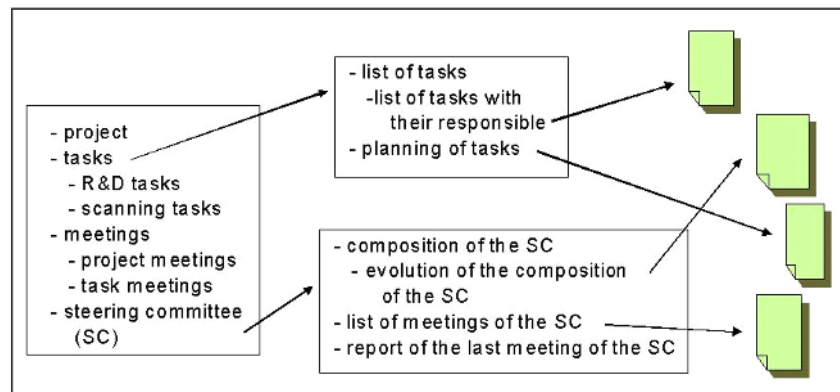 - project
- tasks
- R&D tasks
- scanning tasks
- meetings
- project meetings
- task meetings
- steering committee
(SC)
- list of tasks
-list of tasks with
their responsible
- planning of tasks
- composition of the SC
- evolution of the composition
of the SC
- list of meetings of the SC
- report of the last meeting of the SC